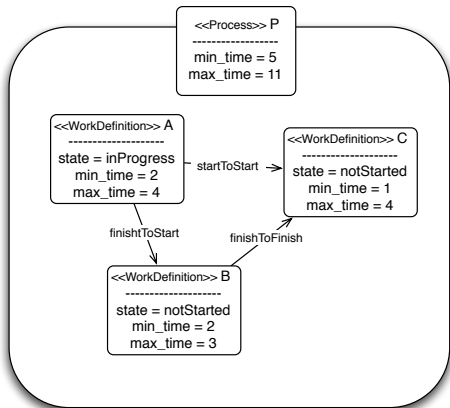 <<Process>> P
-----------------
min_time = 5
max_time = 11
<<WorkDefinition>> A
--------------------
state = inProgress
min_time = 2
max_time = 4
<<WorkDefinition>> C
--------------------
state = notStarted
min_time = 1
max_time = 4
startToStart
finishtToStart
finishToFinish
<<WorkDefinition>> B
--------------------
state = notStarted
min_time = 2
max_time = 3